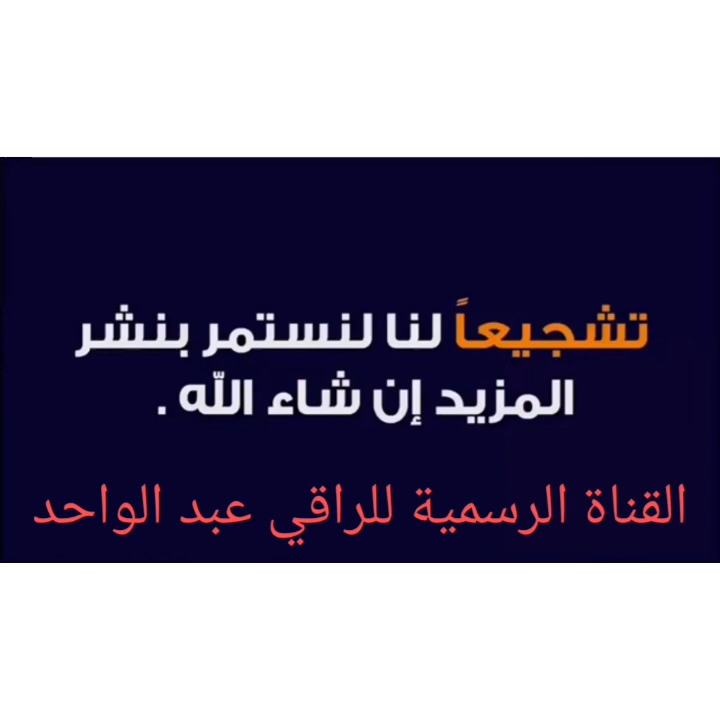 تشجيعاً لنا لنستمر بنشر
المزيد إن شاء الله .
القناة الرسمية للراقي عبد الواحد